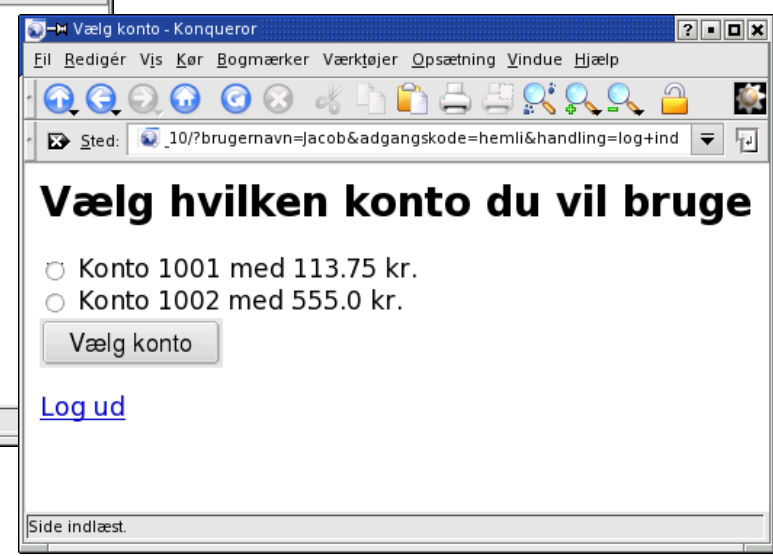 Vælg konto - Konqueror
Fil Redigér Vis Kør Bogmærker Værktøjer Opsætning Vindue Hjælp
Sted: _10/?brugernavn=Jacob&adgangskode=hemli&handling=log+ind
Vælg hvilken konto du vil bruge
Konto 1001 med 113.75 kr.
Konto 1002 med 555.0 kr.
Vælg konto
Log ud
Side indlæst.